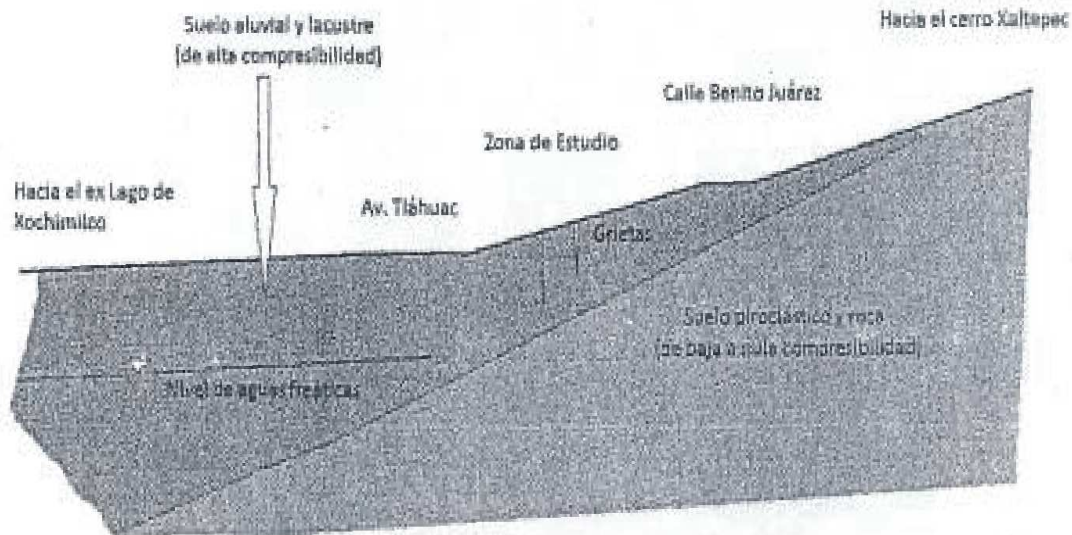 Suelo aluvial y lacustre
(de alta compresibilidad)
Hacia el cerro Xaltepec
Calle Benito Juárez
Zona de Estudio
Hacia el ex Lago de
Xochimilco
Av. Tláhuac
Grietas
Suelo piroclástico y roca
(de baja a nula compresibilidad)
Nivel de aguas freáticas